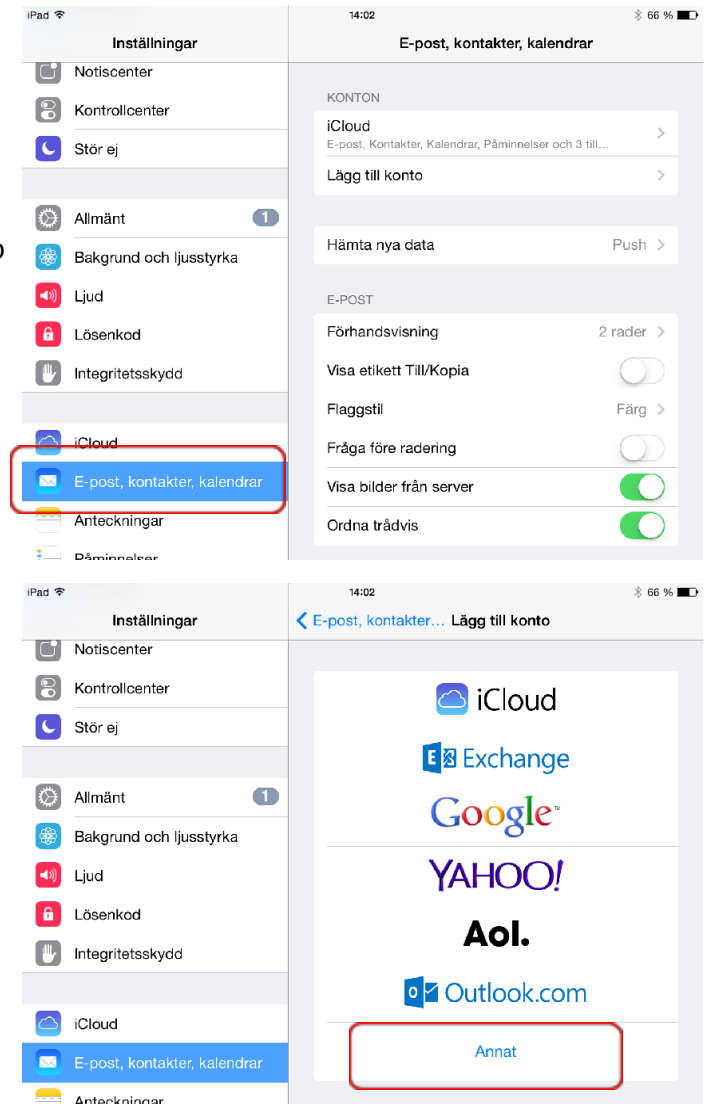 iPad 14:02 66 %
Inställningar
Notiscenter
Kontrollcenter
Stör ej
Allmänt 1
Bakgrund och ljusstyrka
Ljud
Lösenkod
Integritetsskydd
iCloud
E-post, kontakter, kalendrar
Anteckningar
Påminnelser
E-post, kontakter, kalendrar
KONTON
iCloud
E-post, Kontakter, Kalendrar, Påminnelser och 3 till...
Lägg till konto
Hämta nya data Push
E-POST
Förhandsvisning 2 rader
Visa etikett Till/Kopia
Flaggstil Färg
Fråga före radering
Visa bilder från server
Ordna trådvis
iPad 14:02 66 %
Inställningar
Notiscenter
Kontrollcenter
Stör ej
Allmänt 1
Bakgrund och ljusstyrka
Ljud
Lösenkod
Integritetsskydd
iCloud
E-post, kontakter, kalendrar
Anteckningar
E-post, kontakter... Lägg till konto
iCloud
Exchange
Google™
YAHOO!
Aol.
Outlook.com
Annat